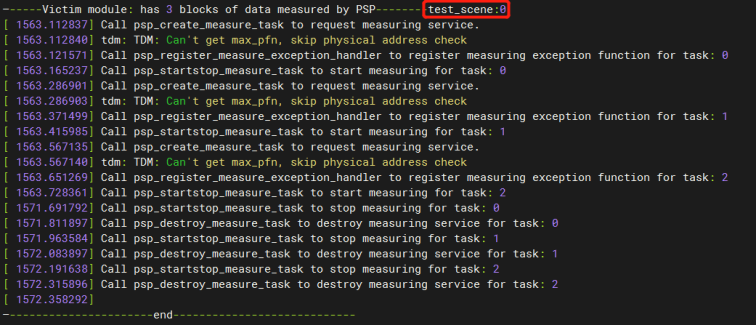 ------Victim module: has 3 blocks of data measured by PSP--------test_scene:0
[ 1563.112837] Call psp_create_measure_task to request measuring service.
[ 1563.112840] tdm: TDM: Can't get max_pfn, skip physical address check
[ 1563.121571] Call psp_register_measure_exception_handler to register measuring exception function for task: 0
[ 1563.165237] Call psp_startstop_measure_task to start measuring for task: 0
[ 1563.286901] Call psp_create_measure_task to request measuring service.
[ 1563.286903] tdm: TDM: Can't get max_pfn, skip physical address check
[ 1563.371499] Call psp_register_measure_exception_handler to register measuring exception function for task: 1
[ 1563.415985] Call psp_startstop_measure_task to start measuring for task: 1
[ 1563.567135] Call psp_create_measure_task to request measuring service.
[ 1563.567140] tdm: TDM: Can't get max_pfn, skip physical address check
[ 1563.651269] Call psp_register_measure_exception_handler to register measuring exception function for task: 2
[ 1563.728361] Call psp_startstop_measure_task to start measuring for task: 2
[ 1571.691792] Call psp_startstop_measure_task to stop measuring for task: 0
[ 1571.811897] Call psp_destroy_measure_task to destroy measuring service for task: 0
[ 1571.963584] Call psp_startstop_measure_task to stop measuring for task: 1
[ 1572.083897] Call psp_destroy_measure_task to destroy measuring service for task: 1
[ 1572.191638] Call psp_startstop_measure_task to stop measuring for task: 2
[ 1572.315896] Call psp_destroy_measure_task to destroy measuring service for task: 2
[ 1572.358292]
----------------------end----------------------------